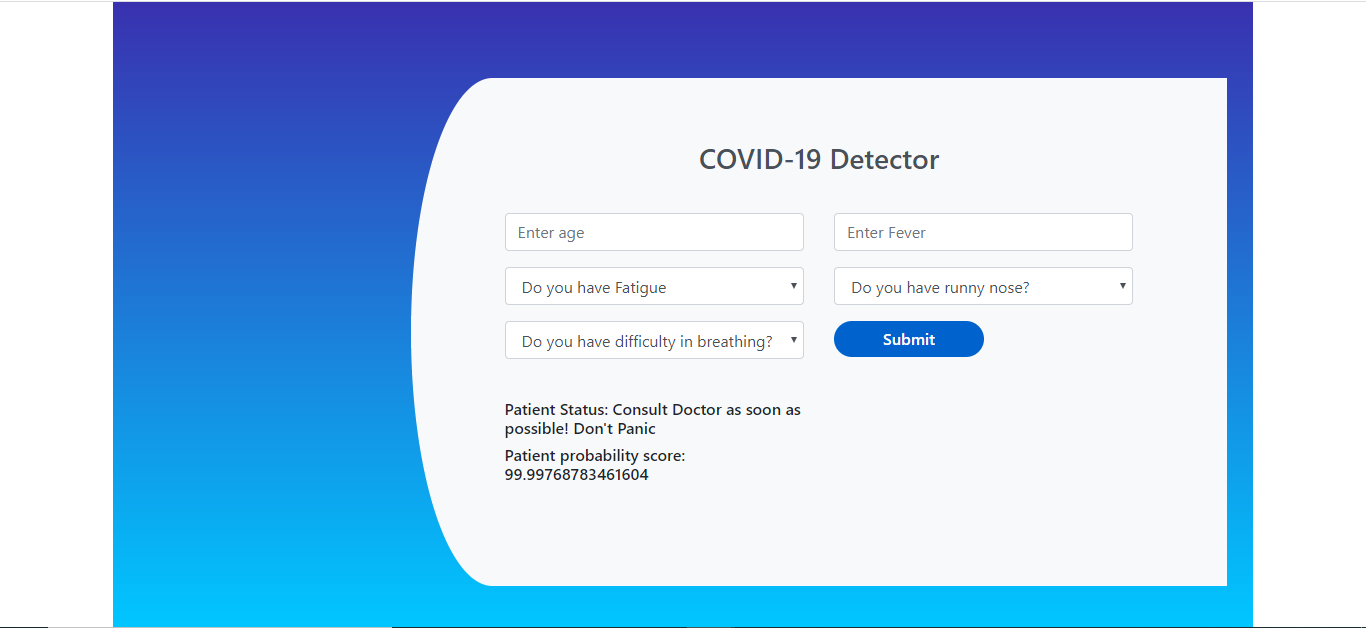 COVID-19 Detector
Enter age
Enter Fever
Do you have Fatigue
Do you have runny nose?
Do you have difficulty in breathing?
Submit
Patient Status: Consult Doctor as soon as
possible! Don't Panic
Patient probability score:
99.99768783461604